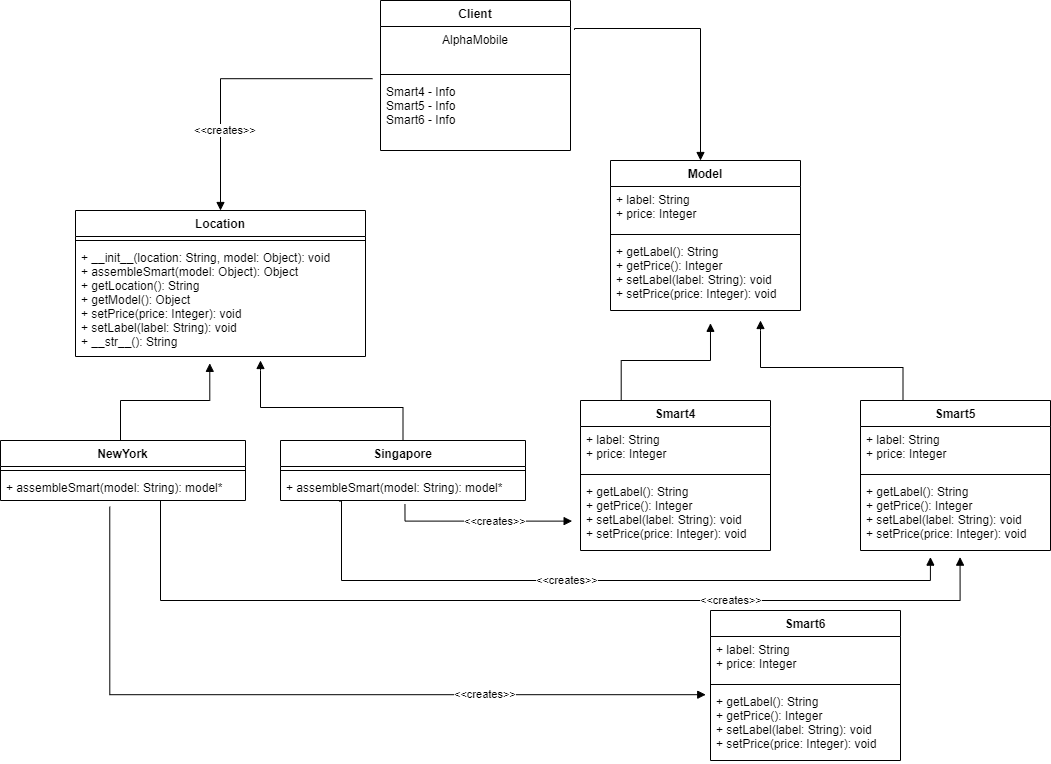 Client
AlphaMobile
Smart4 - Info
Smart5 - Info
Smart6 - Info
<<creates>>
Model
+ label: String
+ price: Integer
+ getLabel(): String
+ getPrice(): Integer
+ setLabel(label: String): void
+ setPrice(price: Integer): void
Location
+ __init__(location: String, model: Object): void
+ assembleSmart(model: Object): Object
+ getLocation(): String
+ getModel(): Object
+ setPrice(price: Integer): void
+ setLabel(label: String): void
+ __str__(): String
NewYork
+ assembleSmart(model: String): model*
Singapore
+ assembleSmart(model: String): model*
Smart4
+ label: String
+ price: Integer
+ getLabel(): String
+ getPrice(): Integer
+ setLabel(label: String): void
+ setPrice(price: Integer): void
Smart5
+ label: String
+ price: Integer
+ getLabel(): String
+ getPrice(): Integer
+ setLabel(label: String): void
+ setPrice(price: Integer): void
<<creates>>
<<creates>>
<<creates>>
Smart6
+ label: String
+ price: Integer
+ getLabel(): String
+ getPrice(): Integer
+ setLabel(label: String): void
+ setPrice(price: Integer): void
<<creates>>